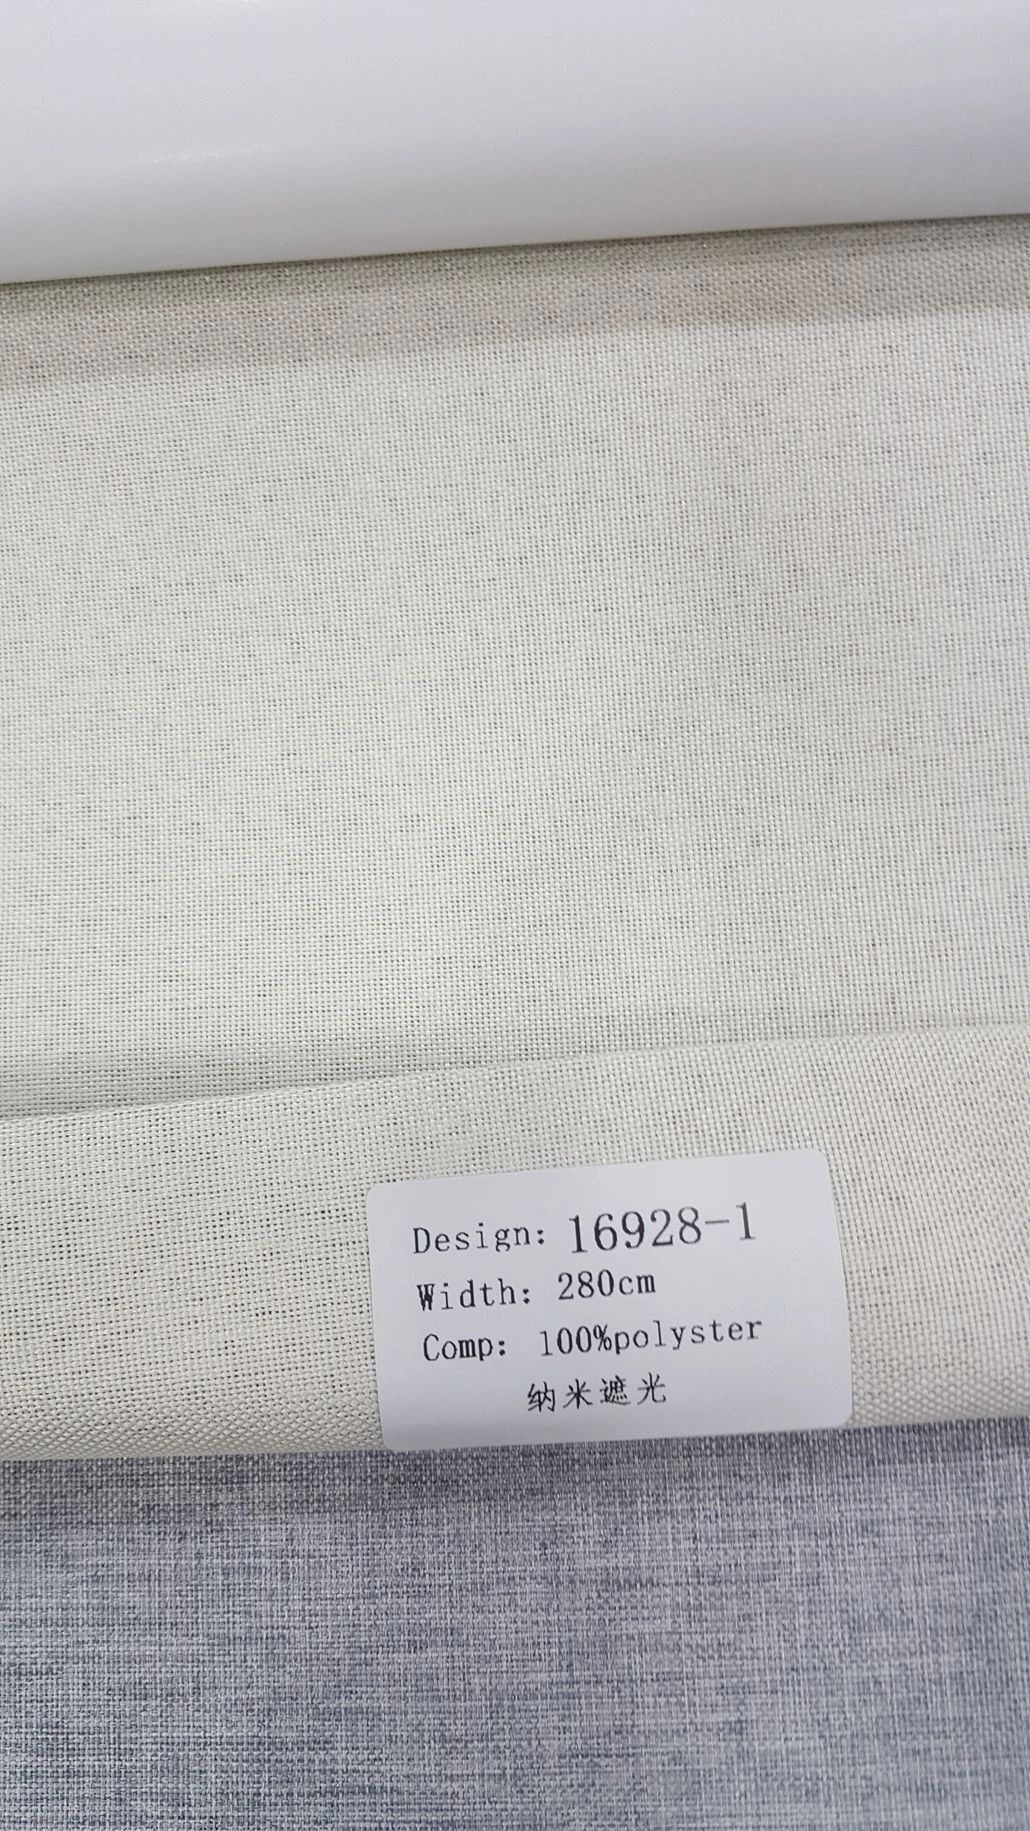 Design: 16928-1
Width: 280cm
Comp: 100%polyster
纳米遮光